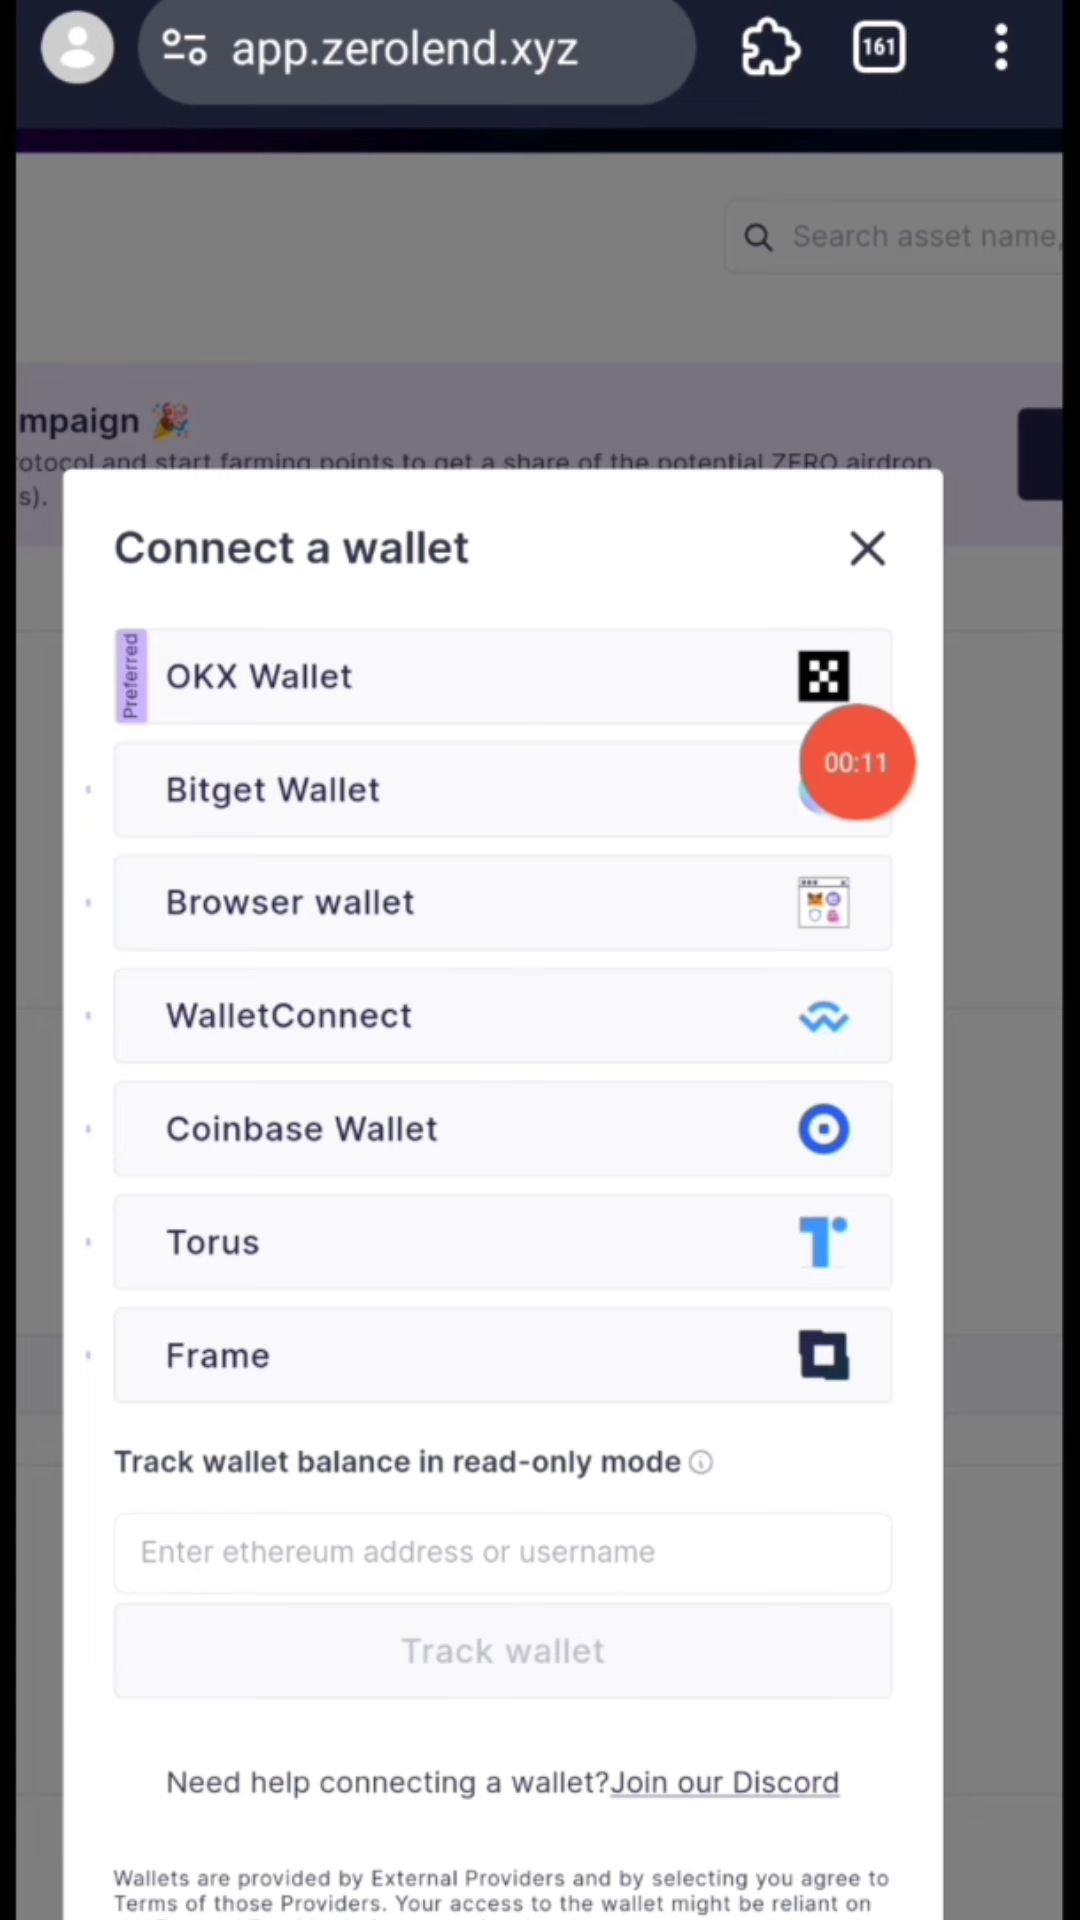 app.zerolend.xyz
161
Search asset name,
mpaign 🎉
otocol and start farming points to get a share of the potential ZERO airdrop
s).
Connect a wallet
Preferred
OKX Wallet
00:11
Bitget Wallet
Browser wallet
WalletConnect
Coinbase Wallet
Torus
Frame
Track wallet balance in read-only mode
Enter ethereum address or username
Track wallet
Need help connecting a wallet?Join our Discord
Wallets are provided by External Providers and by selecting you agree to
Terms of those Providers. Your access to the wallet might be reliant on